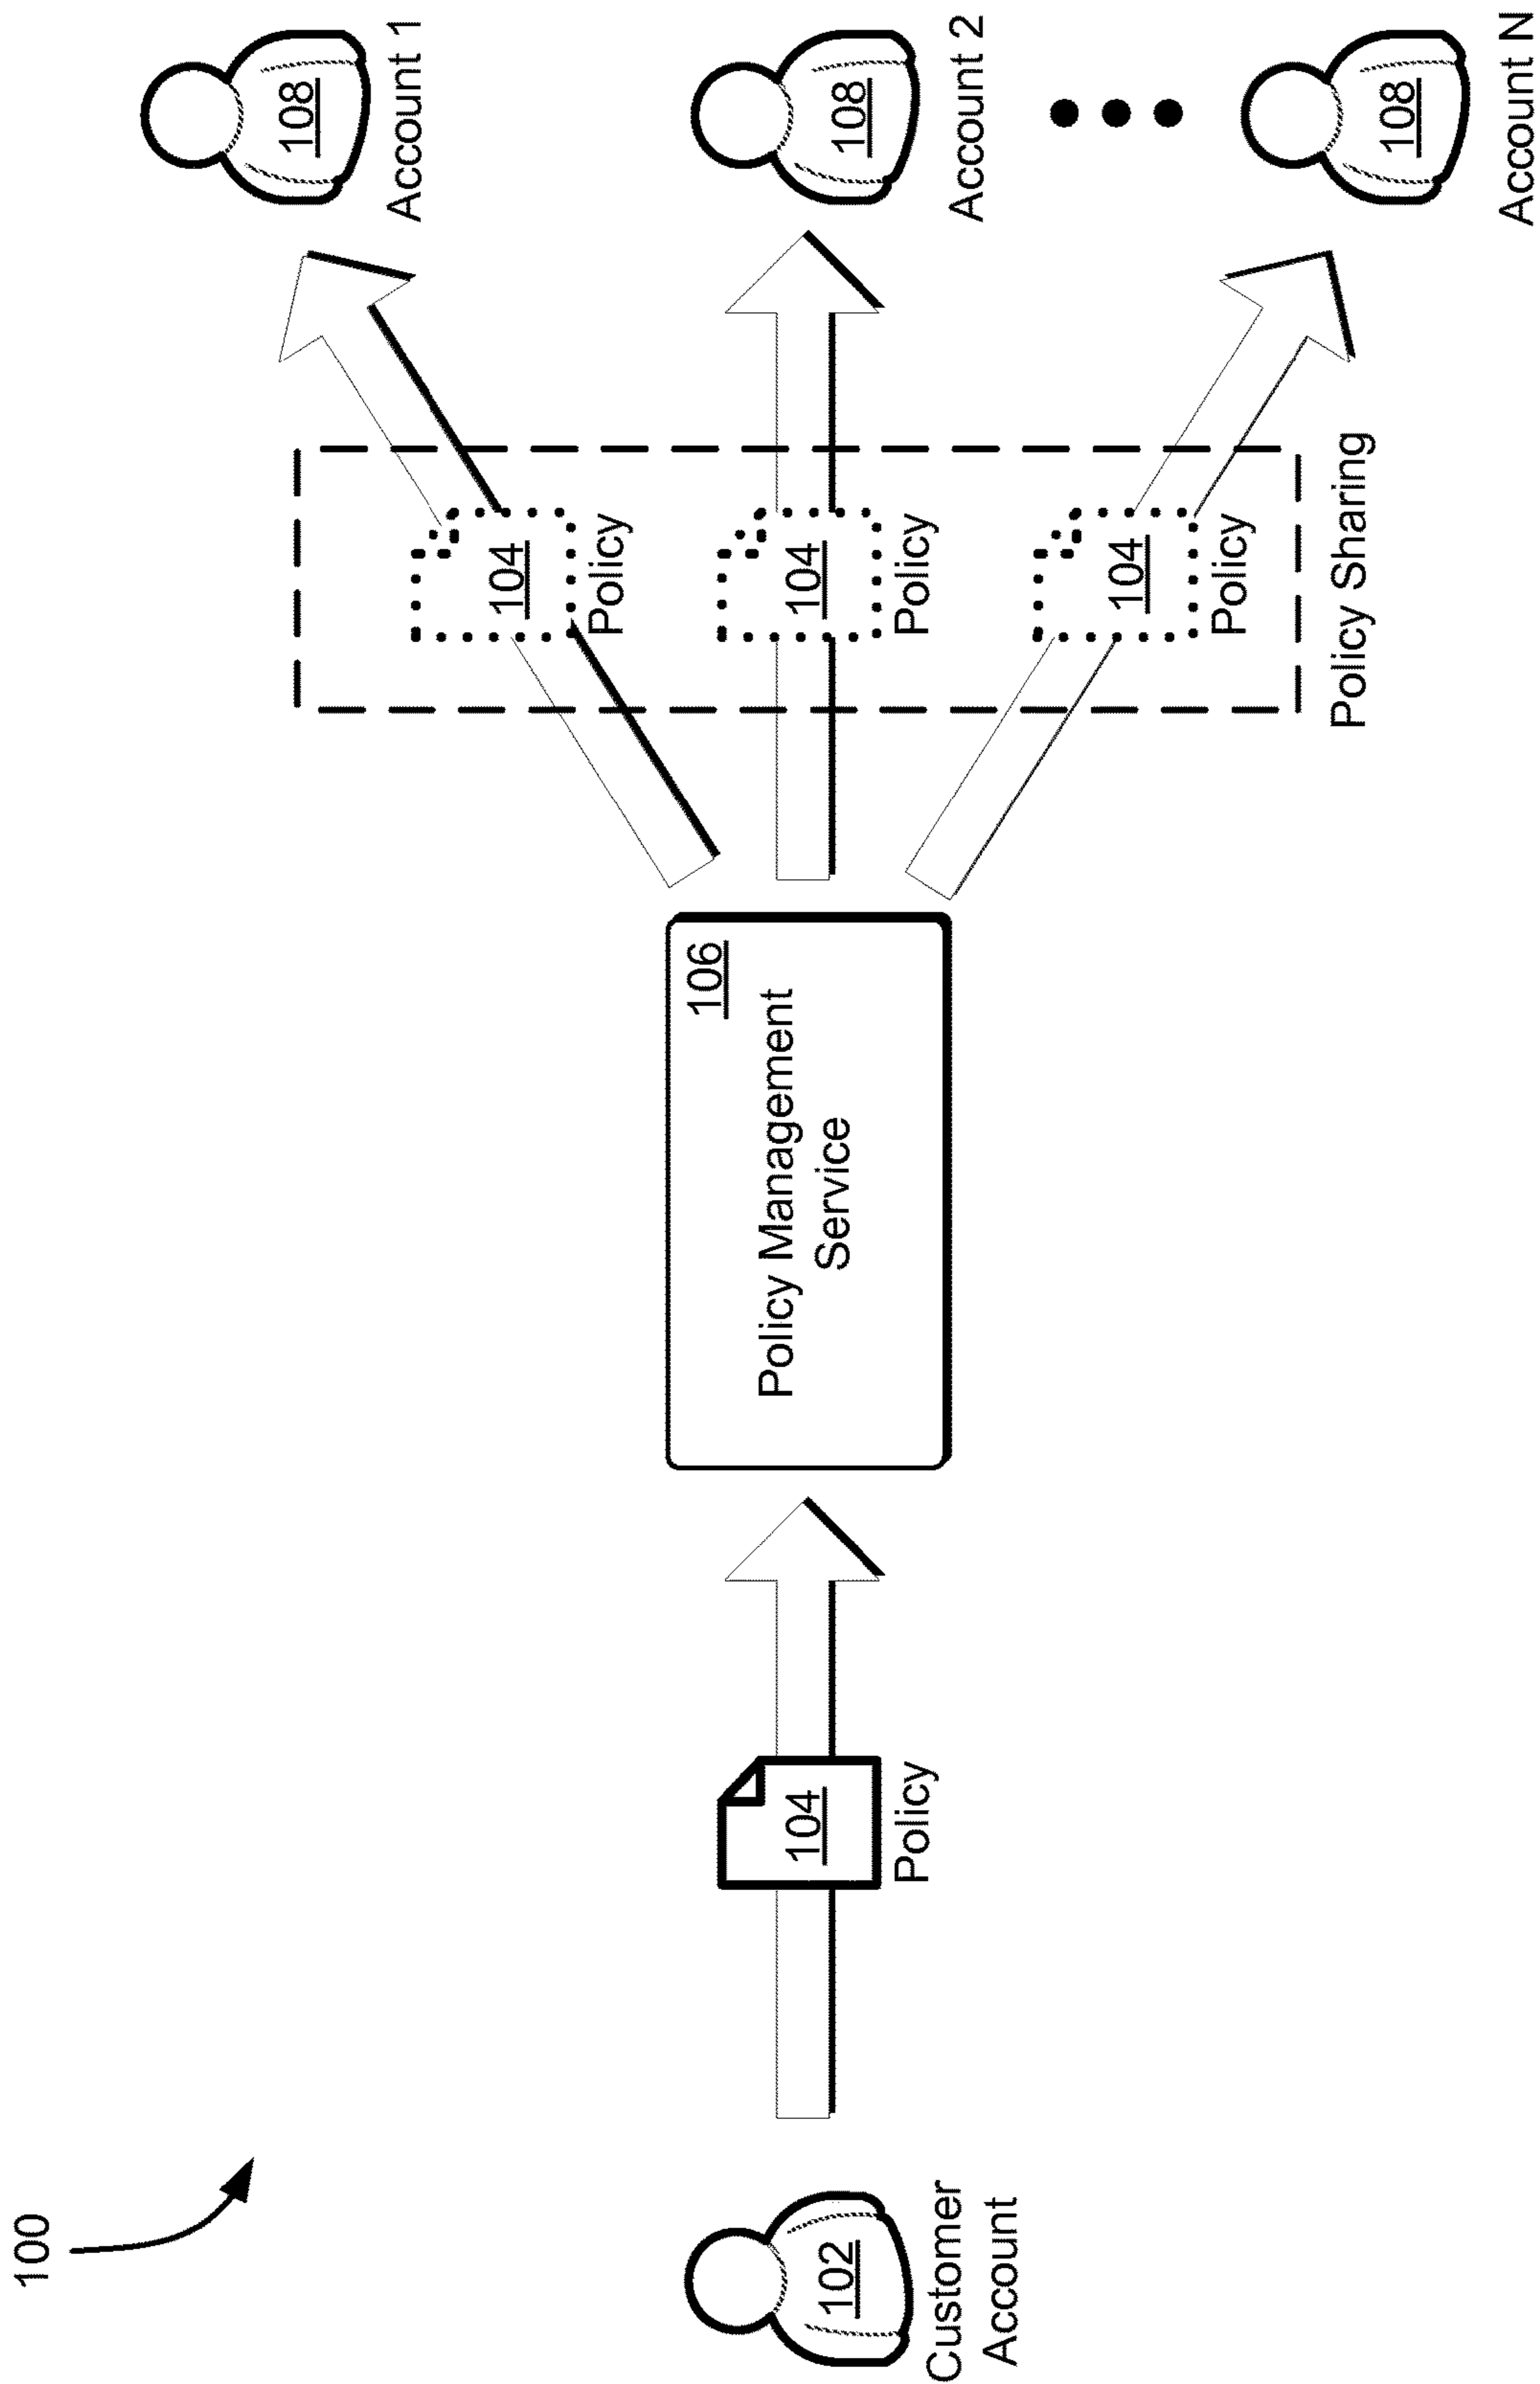 100
102
Customer
Account
104
Policy
106
Policy Management
Service
104
Policy
104
Policy
104
Policy
Policy Sharing
108
Account 1
108
Account 2
108
Account N